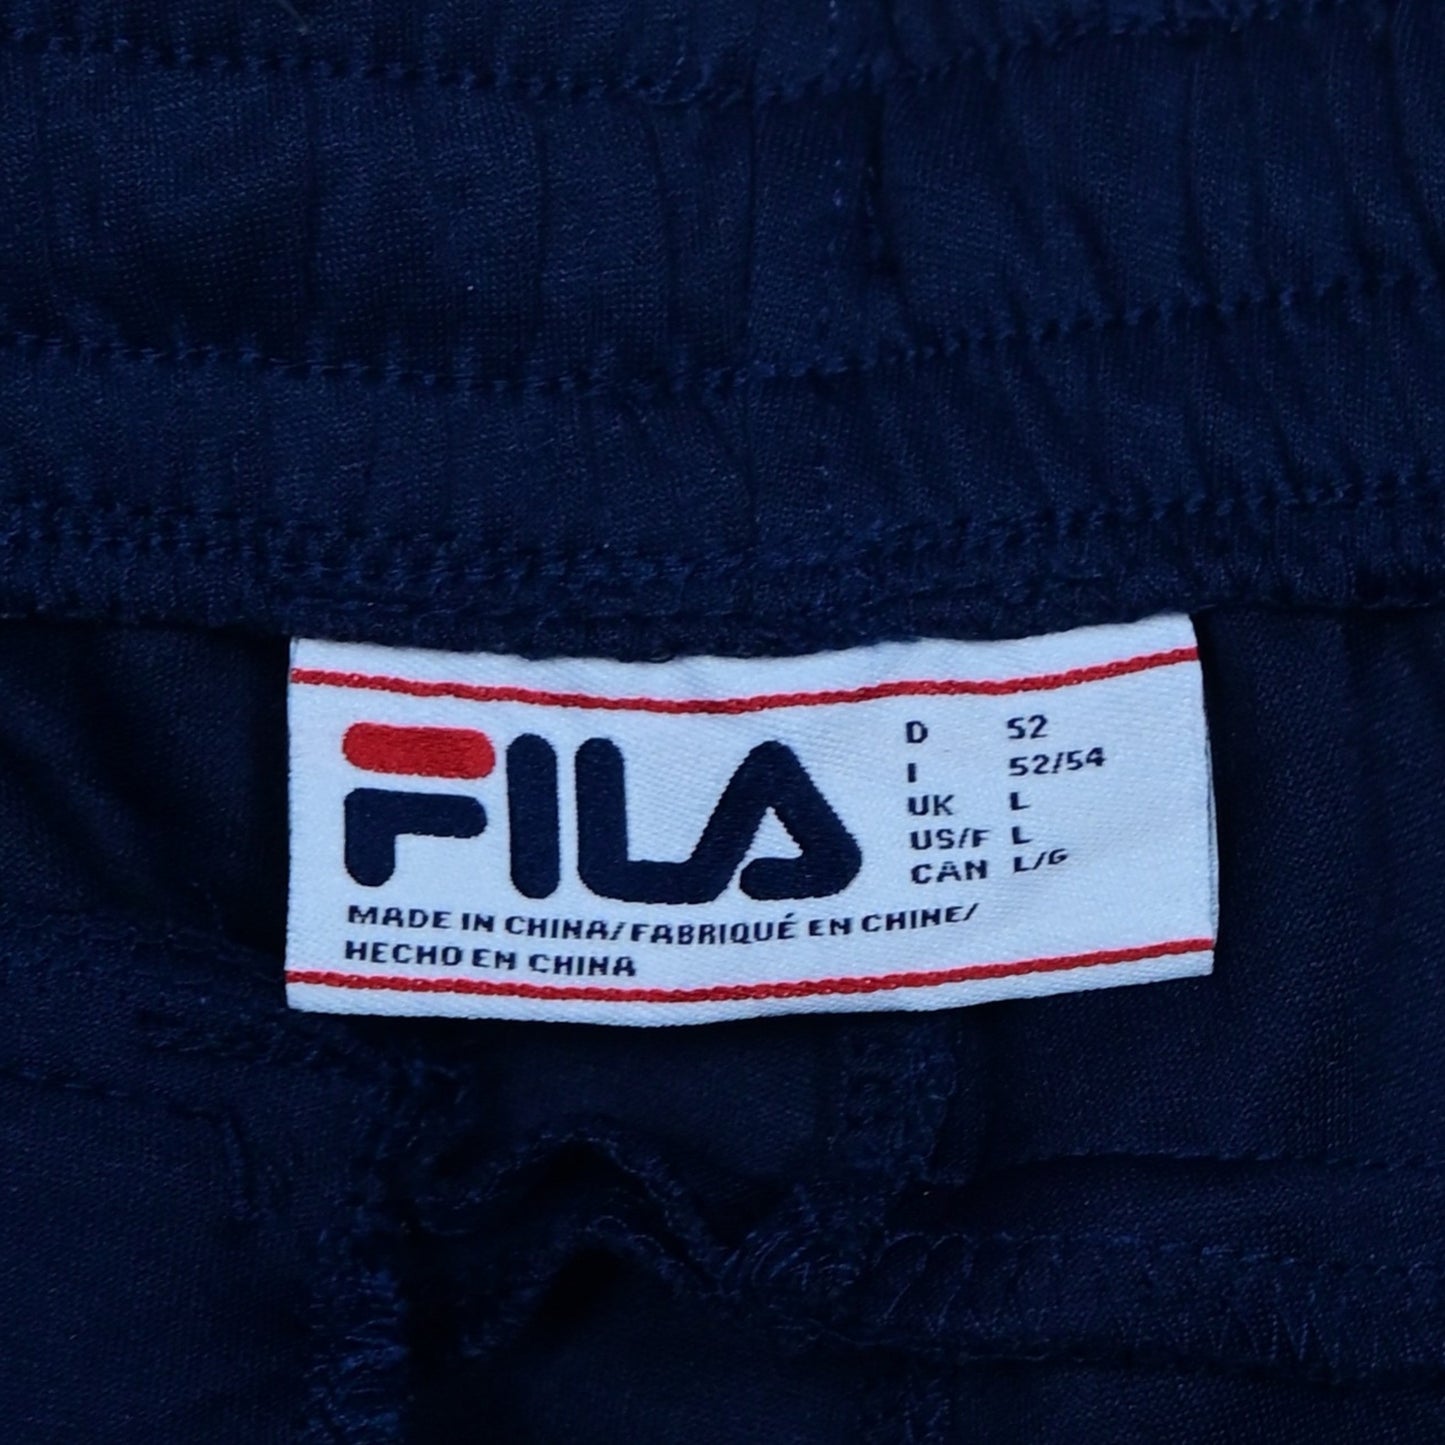 FILA
D 52
I 52/54
UK L
US/F L
CAN L/G
MADE IN CHINA/FABRIQUÉ EN CHINE/
HECHO EN CHINA